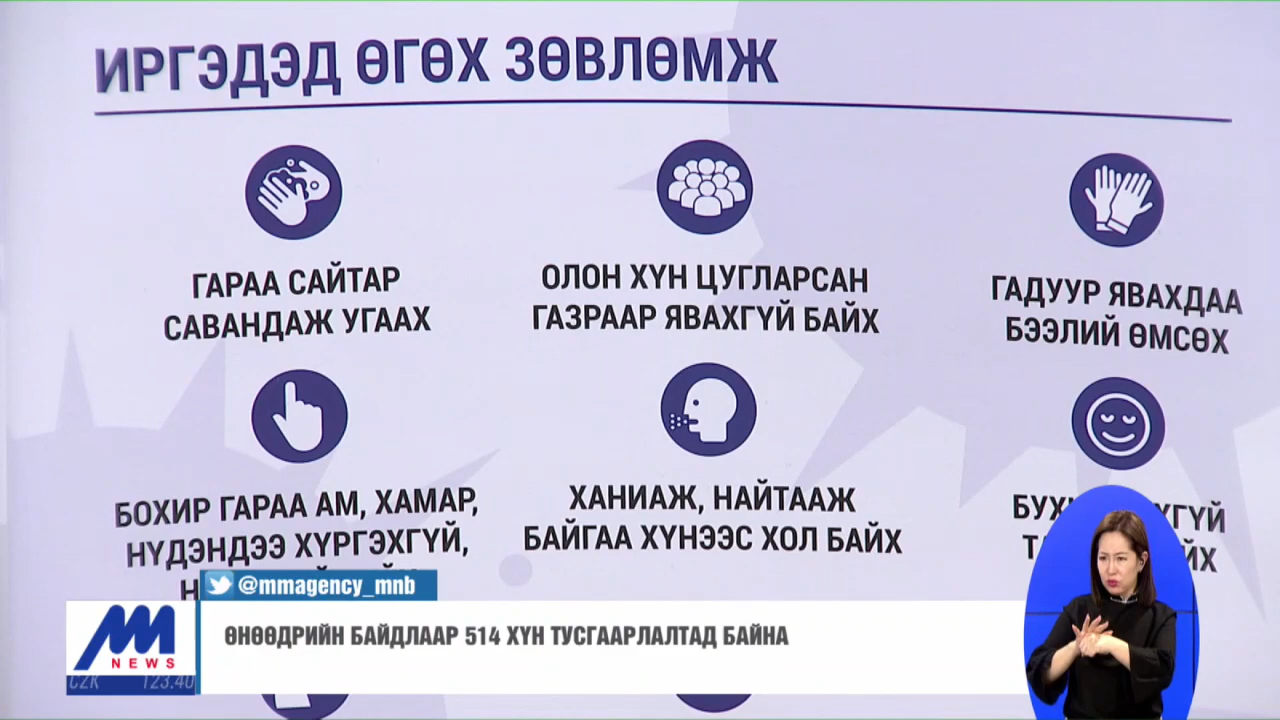 ИРГЭДЭД ӨГӨХ ЗӨВЛӨМЖ
ГАРАА САЙТАР
САВАНДАЖ УГААХ
ОЛОН ХҮН ЦУГЛАРСАН
ГАЗРААР ЯВАХГҮЙ БАЙХ
ГАДУУР ЯВАХДАА
БЭЭЛИЙ ӨМСӨХ
БОХИР ГАРАА АМ, ХАМАР,
НҮДЭНДЭЭ ХҮРГЭХГҮЙ,
ХАНИАЖ, НАЙТААЖ
БАЙГАА ХҮНЭЭС ХОЛ БАЙХ
@mmagency_mnb
ӨНӨӨДРИЙН БАЙДЛААР 514 ХҮН ТУСГААРЛАЛТАД БАЙНА
MM
NEWS
CZK 123.40